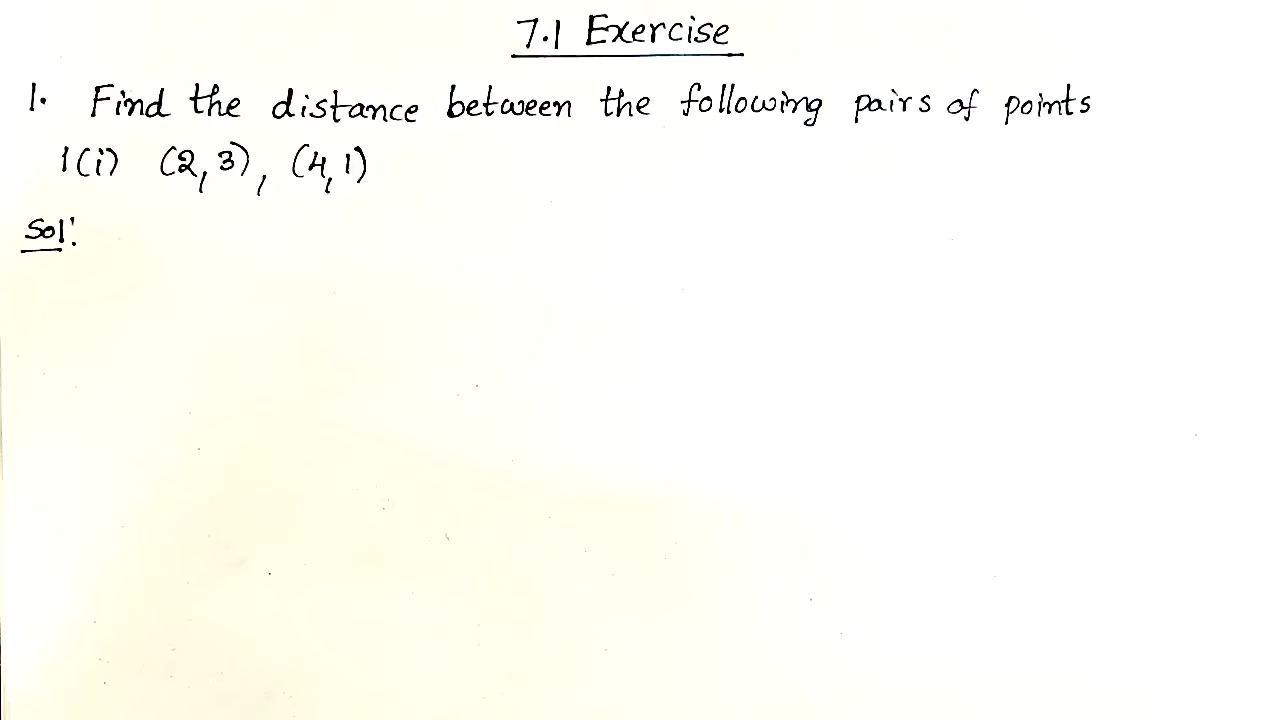 7.1 Exercise
1. Find the distance between the following pairs of points
1(i) (2,3), (4,1)
Sol: